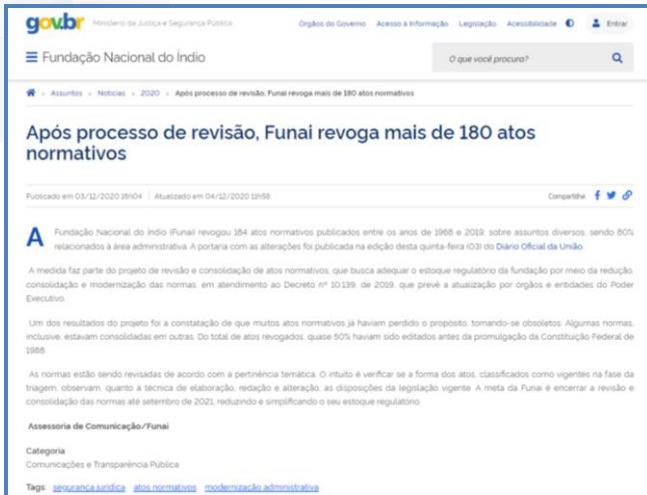 gov.br Ministério da Justiça e Segurança Pública Órgãos do Governo Acesso à Informação Legislação Acessibilidade Entrar
Fundação Nacional do Índio O que você procura?
Assuntos > Notícias > 2020 > Após processo de revisão, Funai revoga mais de 180 atos normativos
Após processo de revisão, Funai revoga mais de 180 atos
normativos
Publicado em 03/12/2020 16h04 | Atualizado em 04/12/2020 11h58 Compartilhe
A Fundação Nacional do Índio (Funai) revogou 184 atos normativos publicados entre os anos de 1968 e 2019, sobre assuntos diversos, sendo 80%
relacionados à área administrativa. A portaria com as alterações foi publicada na edição desta quinta-feira (03) do Diário Oficial da União.
A medida faz parte do projeto de revisão e consolidação de atos normativos, que busca adequar o estoque regulatório da fundação por meio da redução,
consolidação e modernização das normas, em atendimento ao Decreto nº 10.139, de 2019, que prevê a atualização por órgãos e entidades do Poder
Executivo.
Um dos resultados do projeto foi a constatação de que muitos atos normativos já haviam perdido o propósito, tornando-se obsoletos. Algumas normas,
inclusive, estavam consolidadas em outras. Do total de atos revogados, quase 50% haviam sido editados antes da promulgação da Constituição Federal de
1988.
As normas estão sendo revisadas de acordo com a pertinência temática. O intuito é verificar se a forma dos atos, classificados como vigentes na fase da
triagem, observam, quanto à técnica de elaboração, redação e alteração, as disposições da legislação vigente. A meta da Funai é encerrar a revisão e
consolidação das normas até setembro de 2021, reduzindo e simplificando o seu estoque regulatório.
Assessoria de Comunicação/Funai
Categoria
Comunicações e Transparência Pública
Tags: segurança jurídica atos normativos modernização administrativa